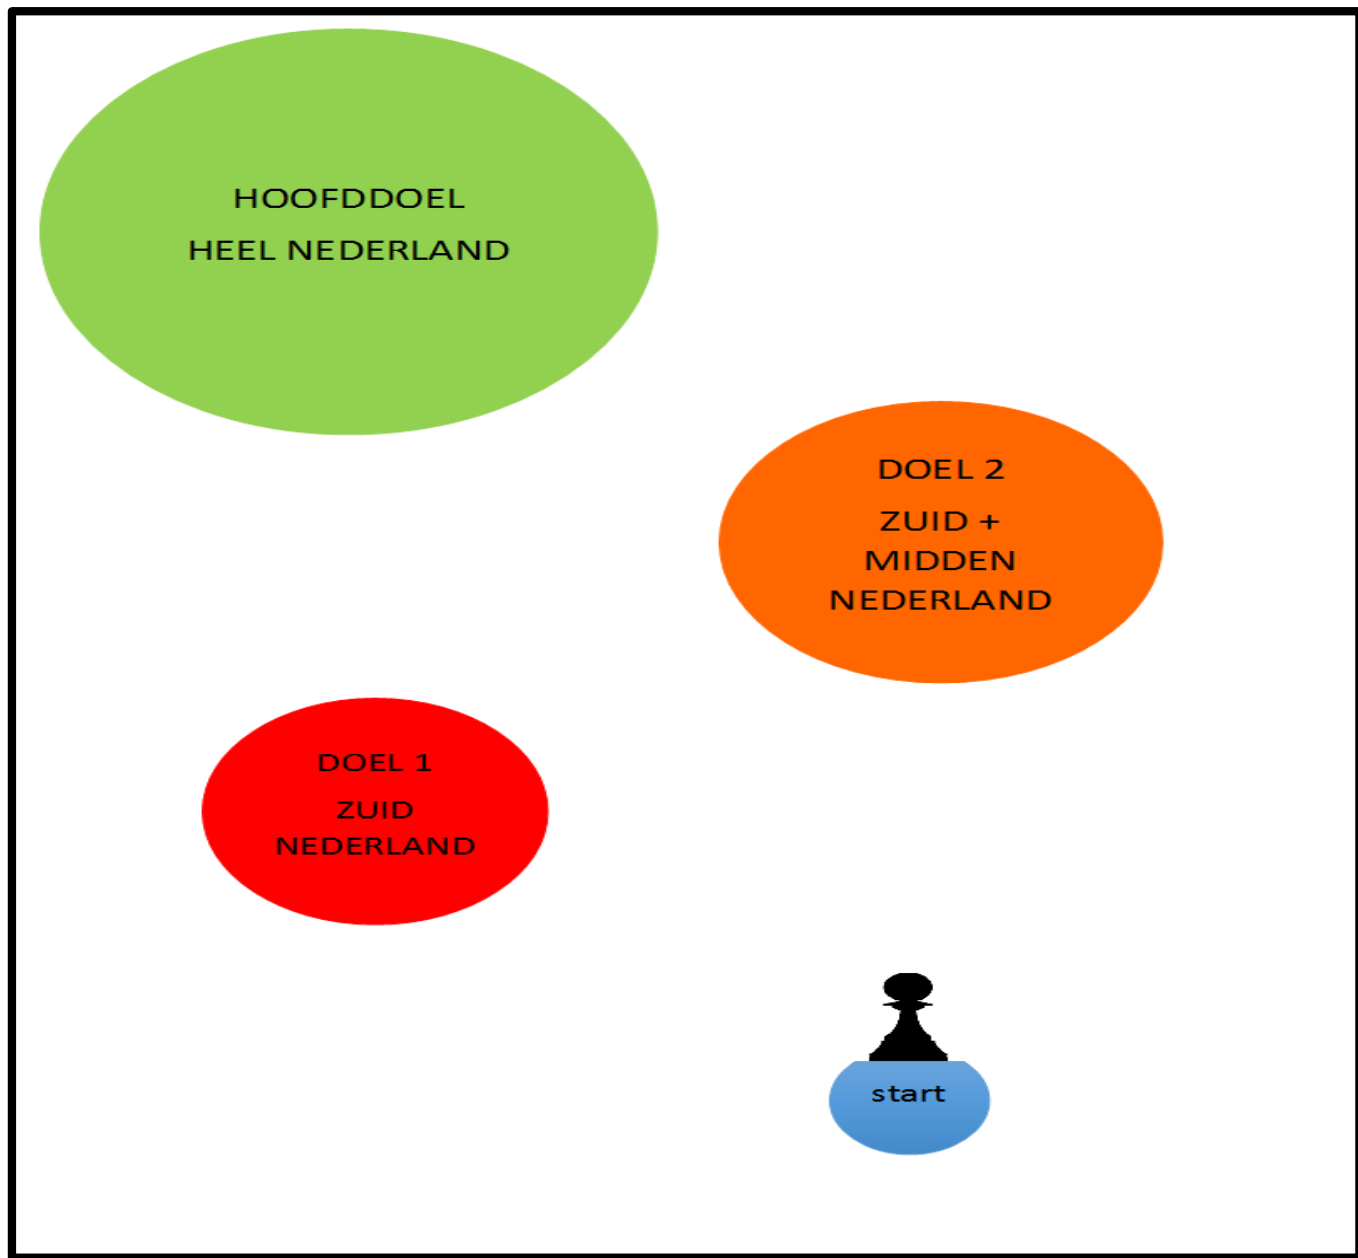 HOOFDDOEL
HEEL NEDERLAND
DOEL 2
ZUID +
MIDDEN
NEDERLAND
DOEL 1
ZUID
NEDERLAND
start